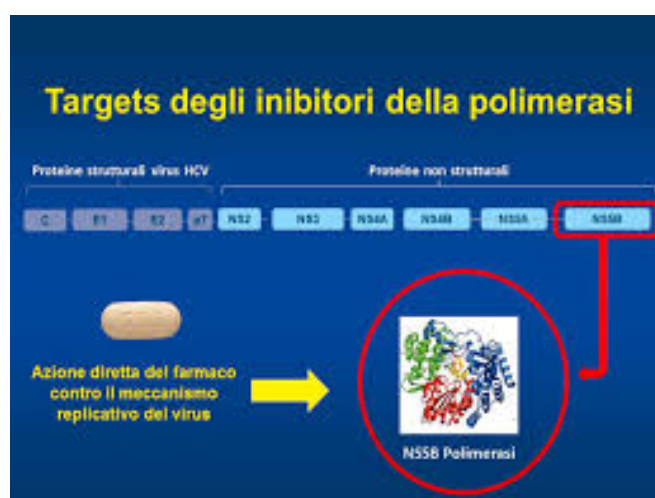 Targets degli inibitori della polimerasi
Proteine strutturali virus HCV
Proteine non strutturali
C E1 E2 p7 NS2 NS3 NS4A NS4B NS5A NS5B
Azione diretta del farmaco
contro il meccanismo
replicativo del virus
NS5B Polimerasi